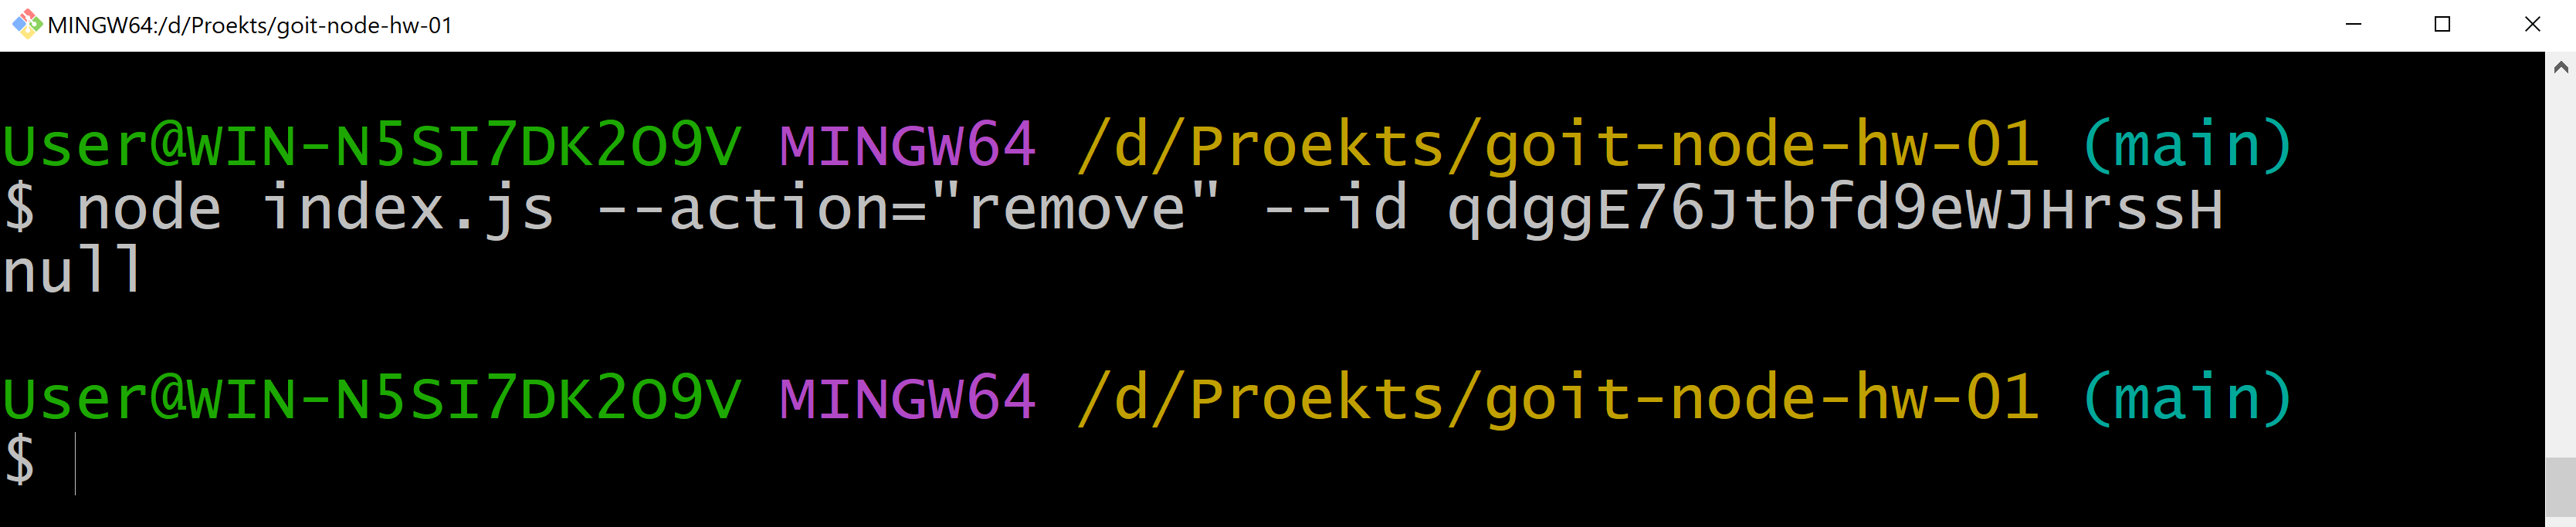 MINGW64:/d/Proekts/goit-node-hw-01
User@WIN-N5SI7DK2O9V MINGW64 /d/Proekts/goit-node-hw-01 (main)
$ node index.js --action="remove" --id qdggE76Jtbfd9eWJHrssH
null
User@WIN-N5SI7DK2O9V MINGW64 /d/Proekts/goit-node-hw-01 (main)
$